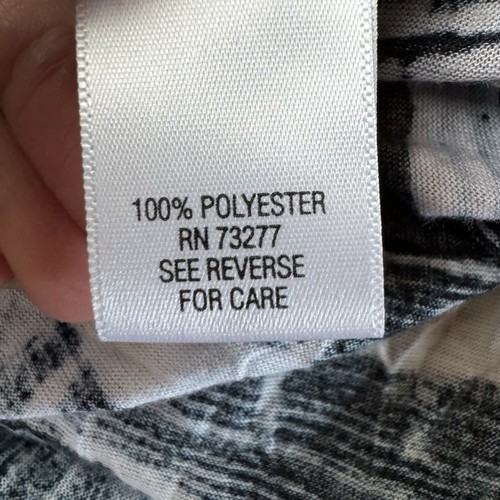 100% POLYESTER
RN 73277
SEE REVERSE
FOR CARE